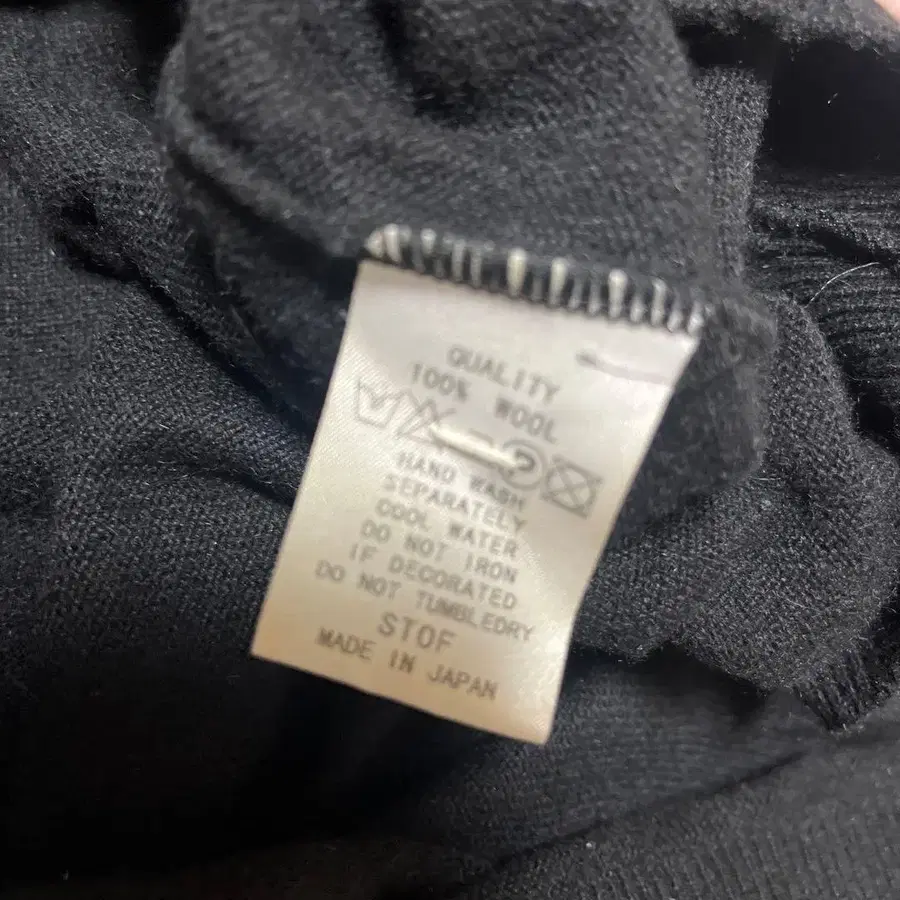 QUALITY
100% WOOL
HAND WASH
SEPARATELY
COOL WATER
DO NOT IRON
IF DECORATED
DO NOT TUMBLEDRY
STOF
MADE IN JAPAN